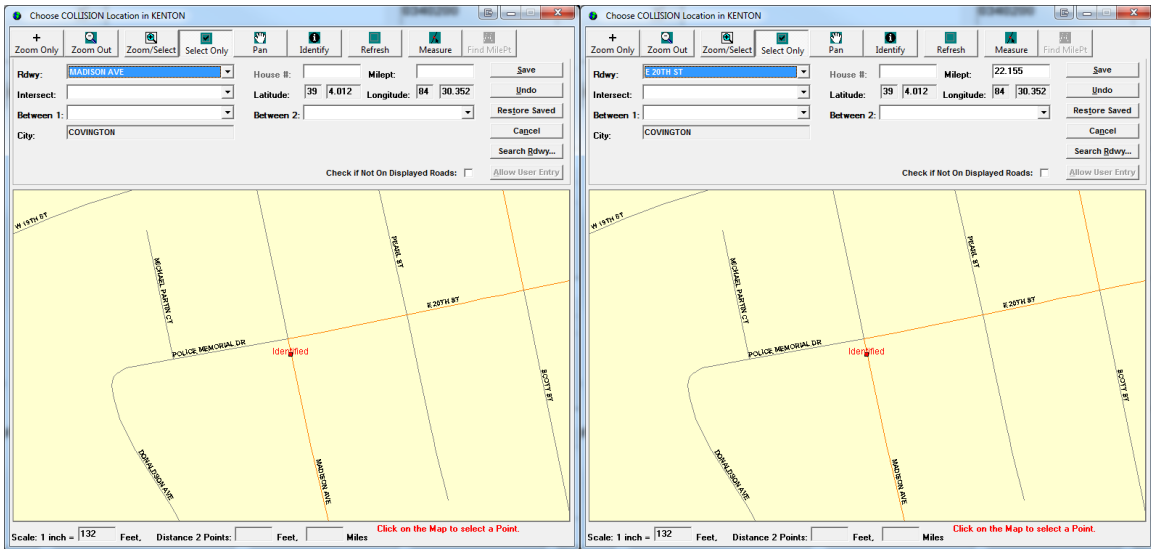 0340200
Choose COLLISION Location in KENTON
+
Zoom Only
Zoom Out
Zoom/Select
Select Only
Pan
Identify
Refresh
Measure
Find MilePt
Rdwy: MADISON AVE House #: Milept: Save
Intersect: Latitude: 39 4.012 Longitude: 84 30.352 Undo
Between 1: Between 2: Restore Saved
City: COVINGTON Cancel
Search Rdwy...
Check if Not On Displayed Roads: Allow User Entry
W 19TH ST
PEARL ST
MICHAEL PARTIN CT
E 20TH ST
POLICE MEMORIAL DR
Identified
SCOTT ST
DONALDSON AVE
MADISON AVE
Click on the Map to select a Point.
Scale: 1 inch = 132 Feet, Distance 2 Points: Feet, Miles
0340200
Choose COLLISION Location in KENTON
+
Zoom Only
Zoom Out
Zoom/Select
Select Only
Pan
Identify
Refresh
Measure
Find MilePt
Rdwy: E 20TH ST House #: Milept: 22.155 Save
Intersect: Latitude: 39 4.012 Longitude: 84 30.352 Undo
Between 1: Between 2: Restore Saved
City: COVINGTON Cancel
Search Rdwy...
Check if Not On Displayed Roads: Allow User Entry
W 19TH ST
PEARL ST
MICHAEL PARTIN CT
E 20TH ST
POLICE MEMORIAL DR
Identified
SCOTT ST
DONALDSON AVE
MADISON AVE
Click on the Map to select a Point.
Scale: 1 inch = 132 Feet, Distance 2 Points: Feet, Miles